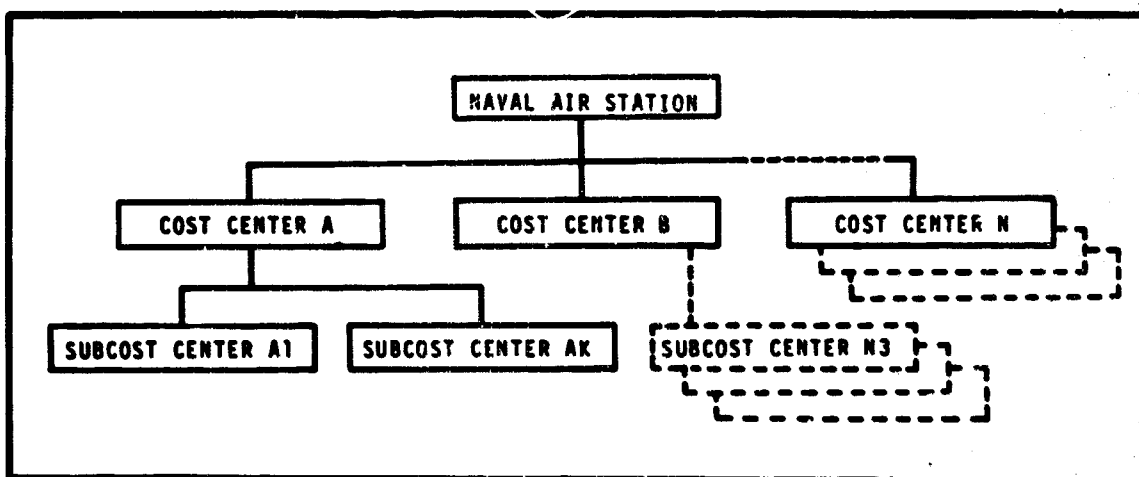 NAVAL AIR STATION
COST CENTER A
COST CENTER B
COST CENTER N
SUBCOST CENTER A1
SUBCOST CENTER AK
SUBCOST CENTER N3